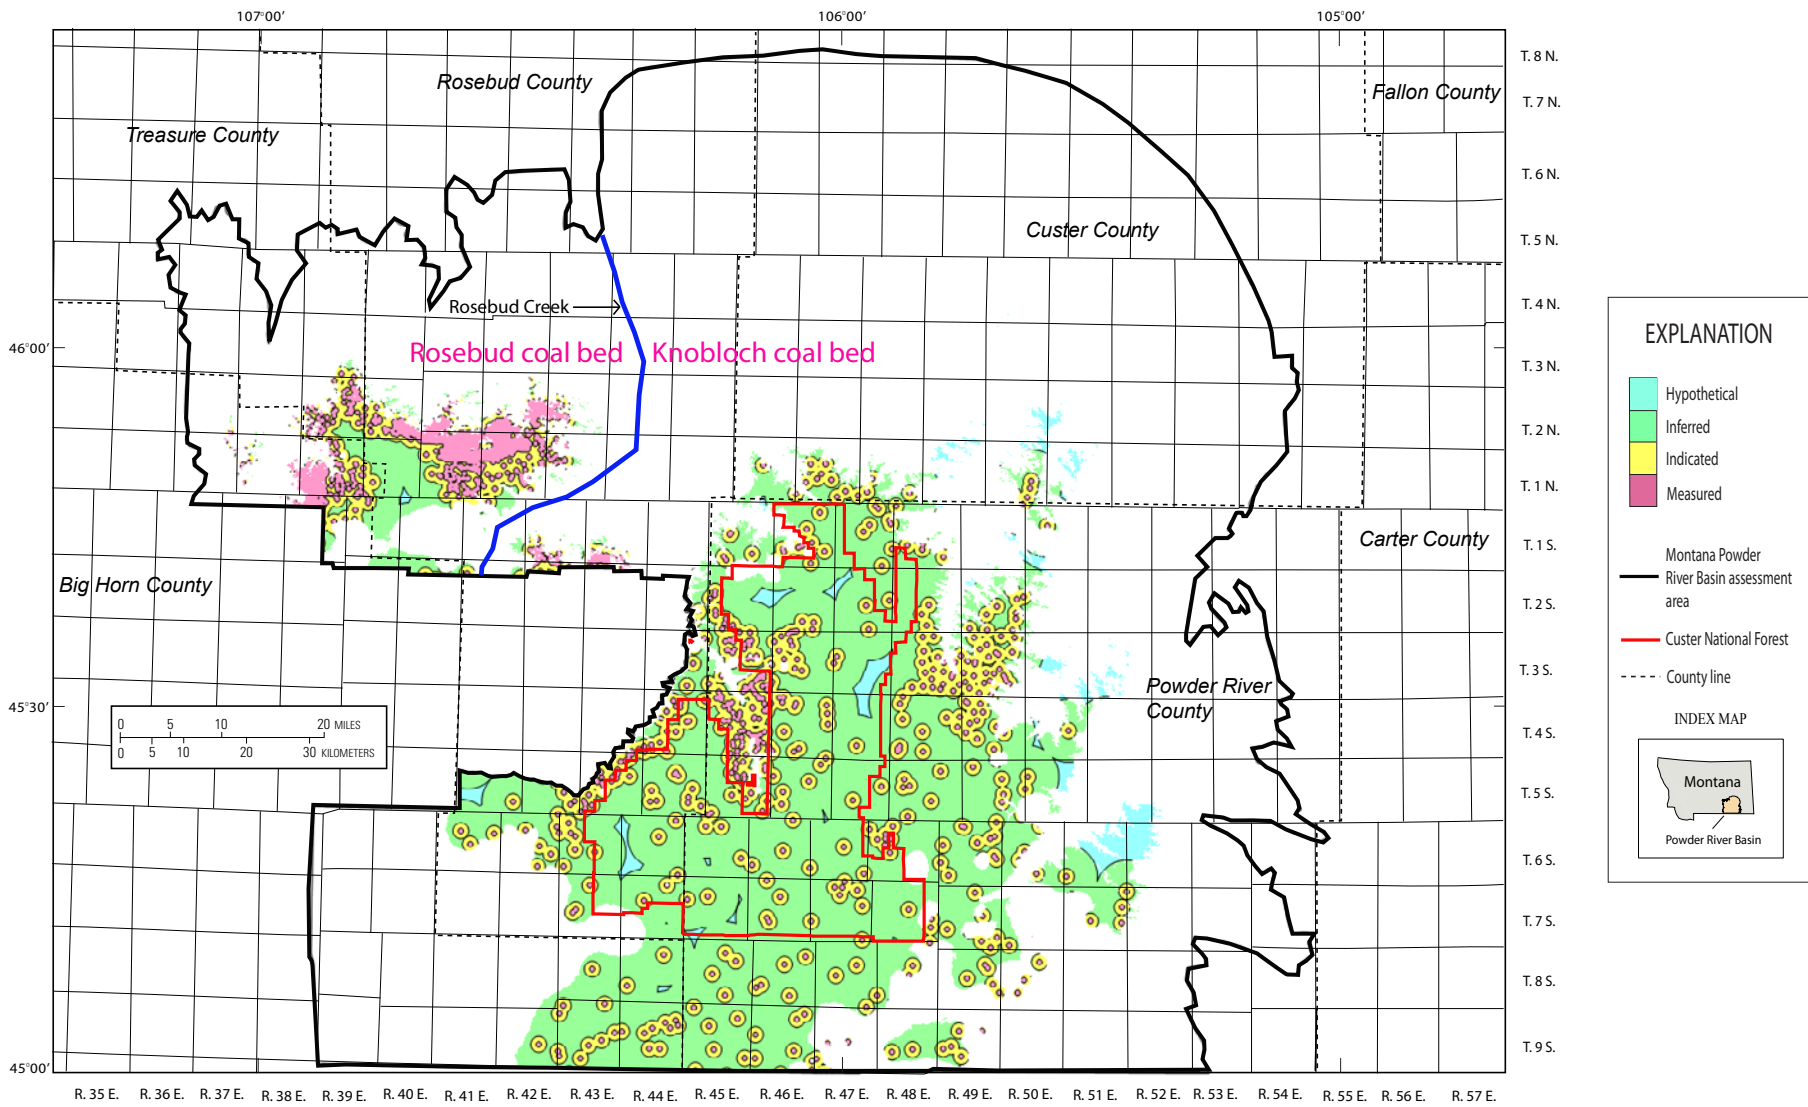 107°00′
106°00′
105°00′
Rosebud County
Fallon County
Treasure County
Custer County
Rosebud Creek
Rosebud coal bed
Knobloch coal bed
Big Horn County
Carter County
Powder River
County
46°00′
45°30′
45°00′
0 5 10 20 MILES
0 5 10 20 30 KILOMETERS
T. 8 N.
T. 7 N.
T. 6 N.
T. 5 N.
T. 4 N.
T. 3 N.
T. 2 N.
T. 1 N.
T. 1 S.
T. 2 S.
T. 3 S.
T. 4 S.
T. 5 S.
T. 6 S.
T. 7 S.
T. 8 S.
T. 9 S.
R. 35 E. R. 36 E. R. 37 E. R. 38 E. R. 39 E. R. 40 E. R. 41 E. R. 42 E. R. 43 E. R. 44 E. R. 45 E. R. 46 E. R. 47 E. R. 48 E. R. 49 E. R. 50 E. R. 51 E. R. 52 E. R. 53 E. R. 54 E. R. 55 E. R. 56 E. R. 57 E.
EXPLANATION
Hypothetical
Inferred
Indicated
Measured
Montana Powder
River Basin assessment
area
Custer National Forest
County line
INDEX MAP
Montana
Powder River Basin